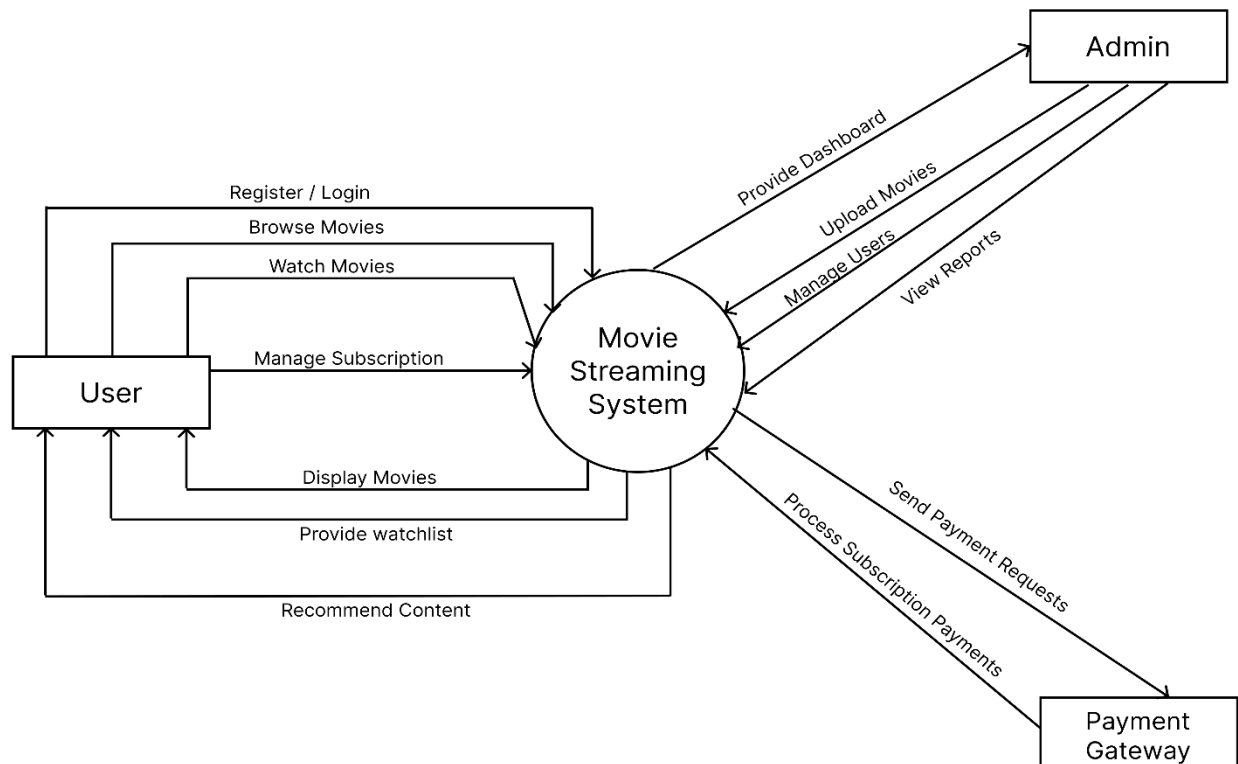 Admin
Provide Dashboard
Upload Movies
Manage Users
View Reports
Register / Login
Browse Movies
Watch Movies
Manage Subscription
User
Movie
Streaming
System
Display Movies
Provide watchlist
Recommend Content
Send Payment Requests
Process Subscription Payments
Payment
Gateway